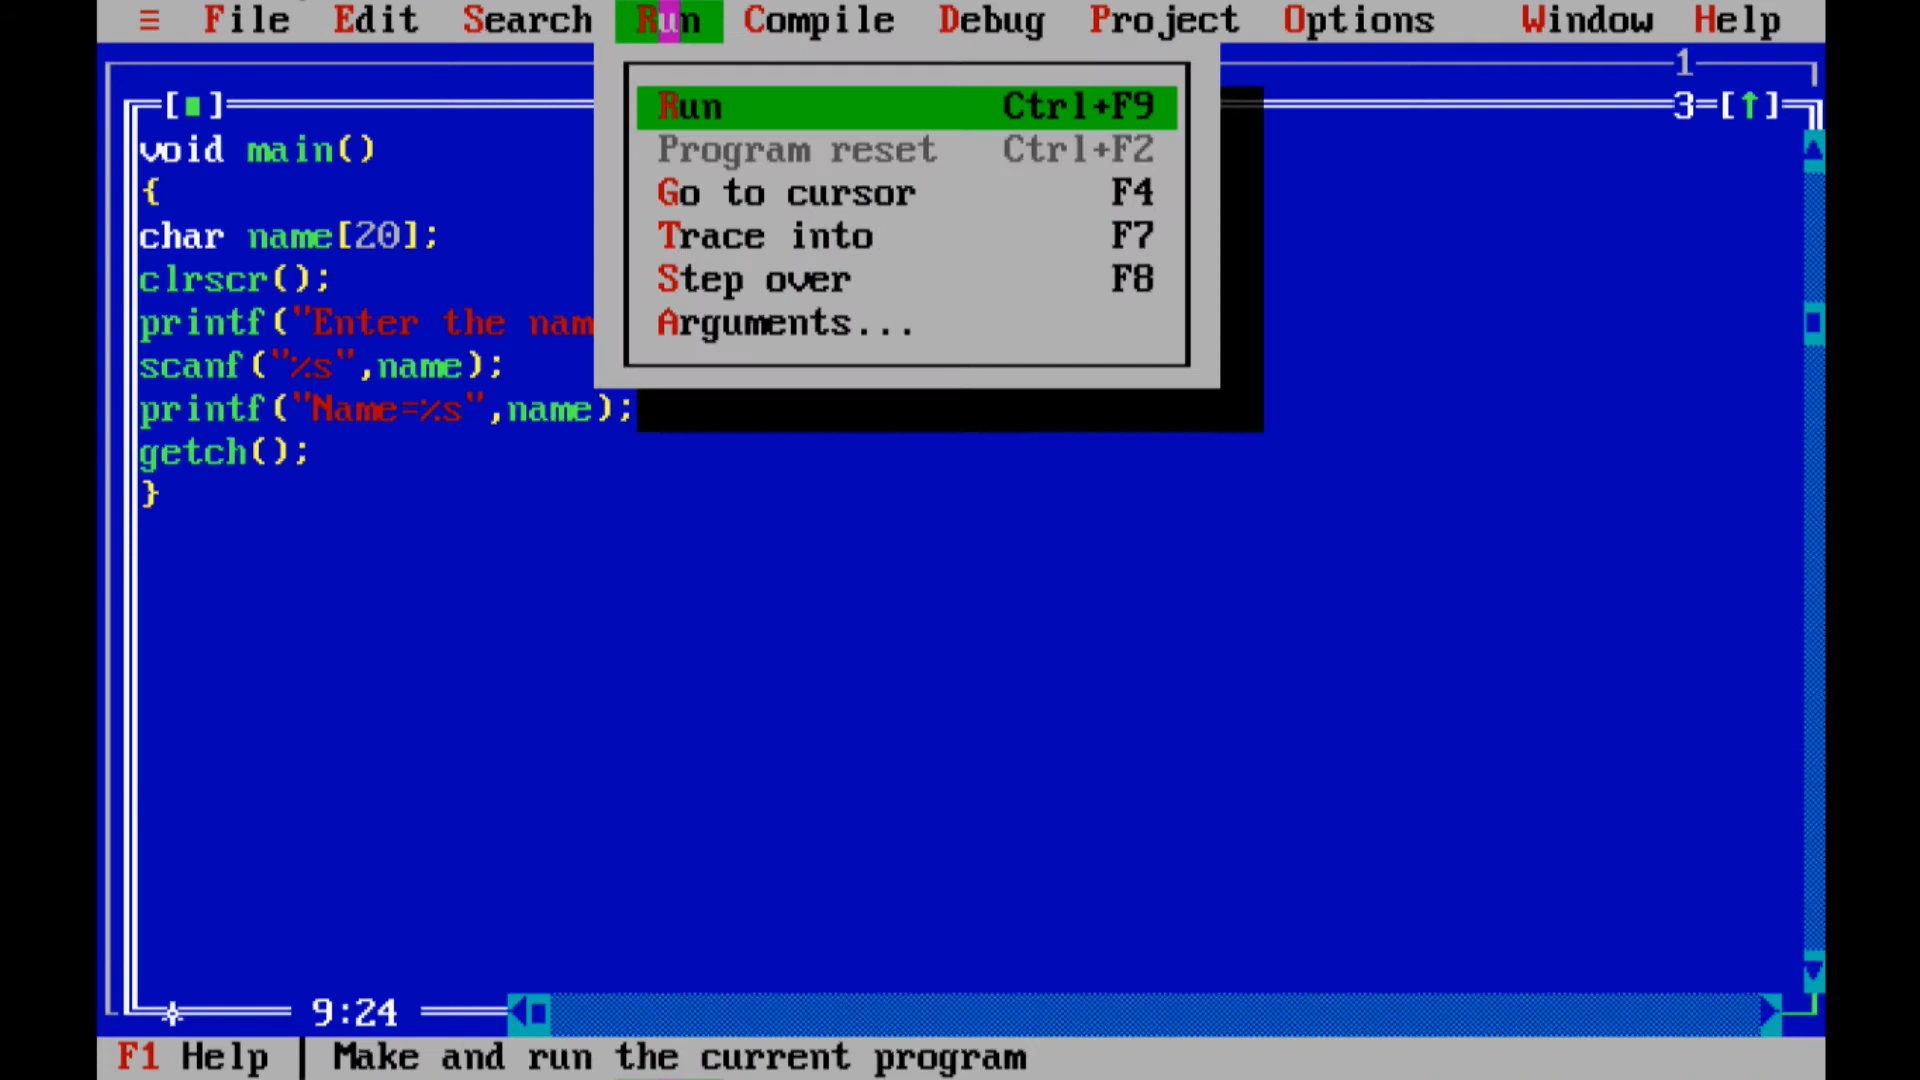 ≡ File Edit Search Run Compile Debug Project Options Window Help
1
[■] 3=[↑]
Run Ctrl+F9
Program reset Ctrl+F2
Go to cursor F4
Trace into F7
Step over F8
Arguments...
void main()
{
char name[20];
clrscr();
printf("Enter the nam
scanf("%s",name);
printf("Name=%s",name);
getch();
}
9:24
F1 Help | Make and run the current program